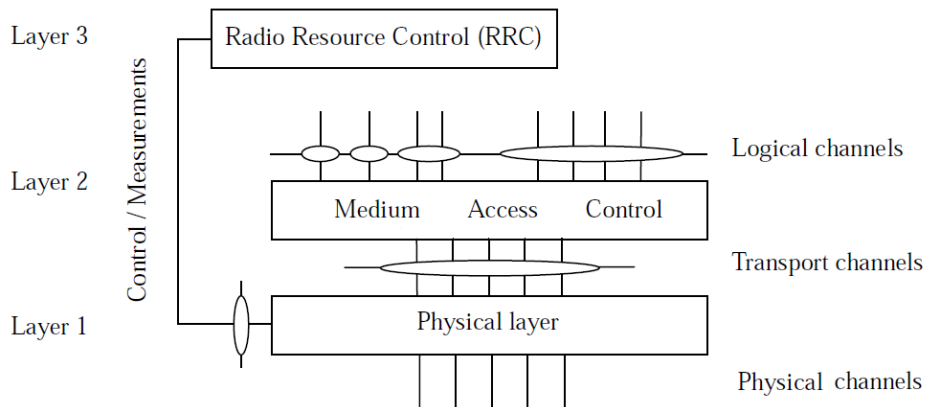 Layer 3
Radio Resource Control (RRC)
Control / Measurements
Logical channels
Layer 2
Medium Access Control
Transport channels
Layer 1
Physical layer
Physical channels